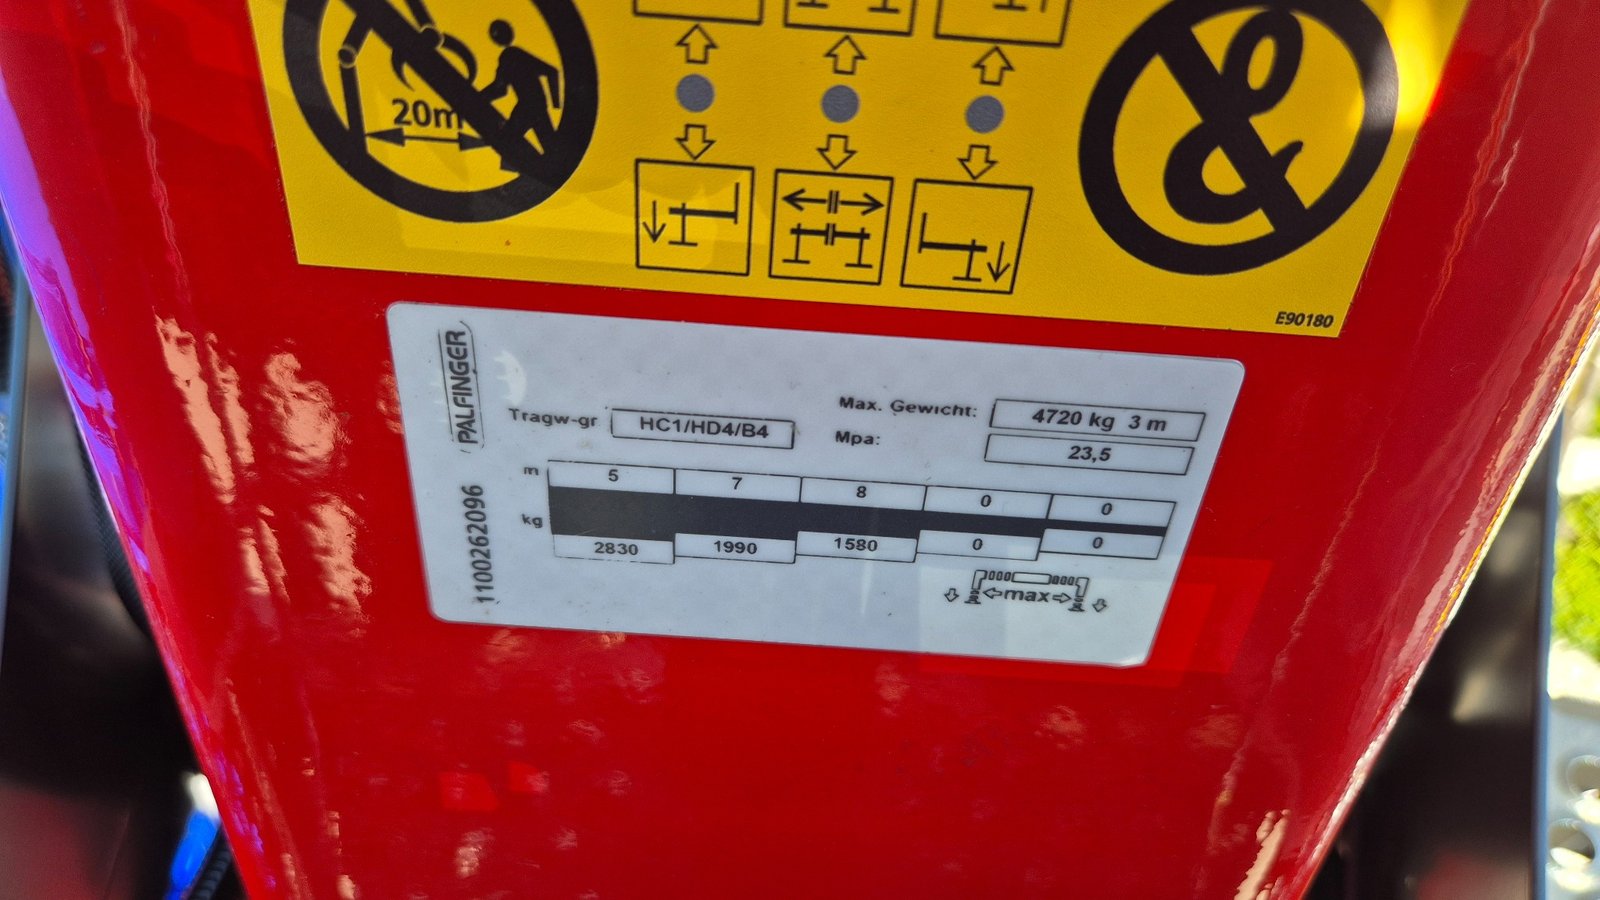 20m
E90180
PALFINGER
1100262096
Tragw-gr HC1/HD4/B4
Max. Gewicht: 4720 kg 3 m
Mpa: 23,5
m 5 7 8 0 0
kg 2830 1990 1580 0 0
max